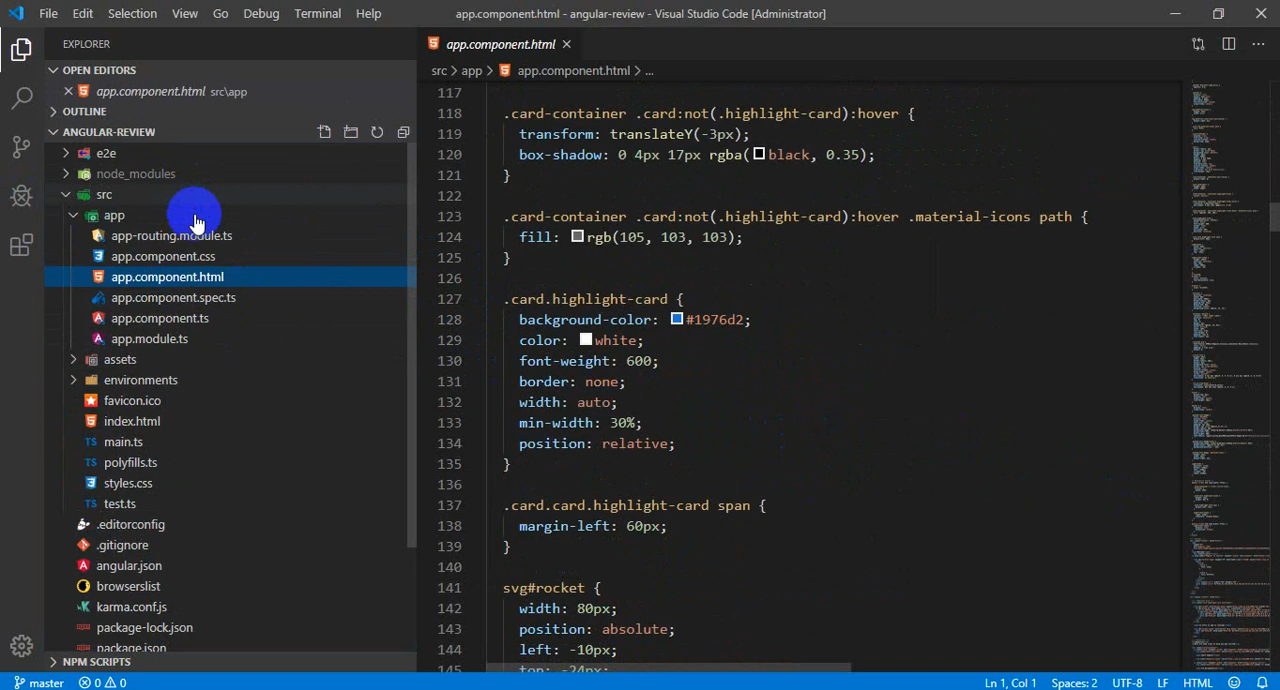 File Edit Selection View Go Debug Terminal Help app.component.html - angular-review - Visual Studio Code [Administrator]
EXPLORER
OPEN EDITORS
app.component.html src\app
OUTLINE
ANGULAR-REVIEW
e2e
node_modules
src
app
app-routing.module.ts
app.component.css
app.component.html
app.component.spec.ts
app.component.ts
app.module.ts
assets
environments
favicon.ico
index.html
TS main.ts
TS polyfills.ts
styles.css
TS test.ts
.editorconfig
.gitignore
angular.json
browserslist
karma.conf.js
package-lock.json
package.json
NPM SCRIPTS
app.component.html
src > app > app.component.html > ...
117
118 .card-container .card:not(.highlight-card):hover {
119 transform: translateY(-3px);
120 box-shadow: 0 4px 17px rgba(black, 0.35);
121 }
122
123 .card-container .card:not(.highlight-card):hover .material-icons path {
124 fill: rgb(105, 103, 103);
125 }
126
127 .card.highlight-card {
128 background-color: #1976d2;
129 color: white;
130 font-weight: 600;
131 border: none;
132 width: auto;
133 min-width: 30%;
134 position: relative;
135 }
136
137 .card.card.highlight-card span {
138 margin-left: 60px;
139 }
140
141 svg#rocket {
142 width: 80px;
143 position: absolute;
144 left: -10px;
145 top: -24px;
master 0 0 Ln 1, Col 1 Spaces: 2 UTF-8 LF HTML